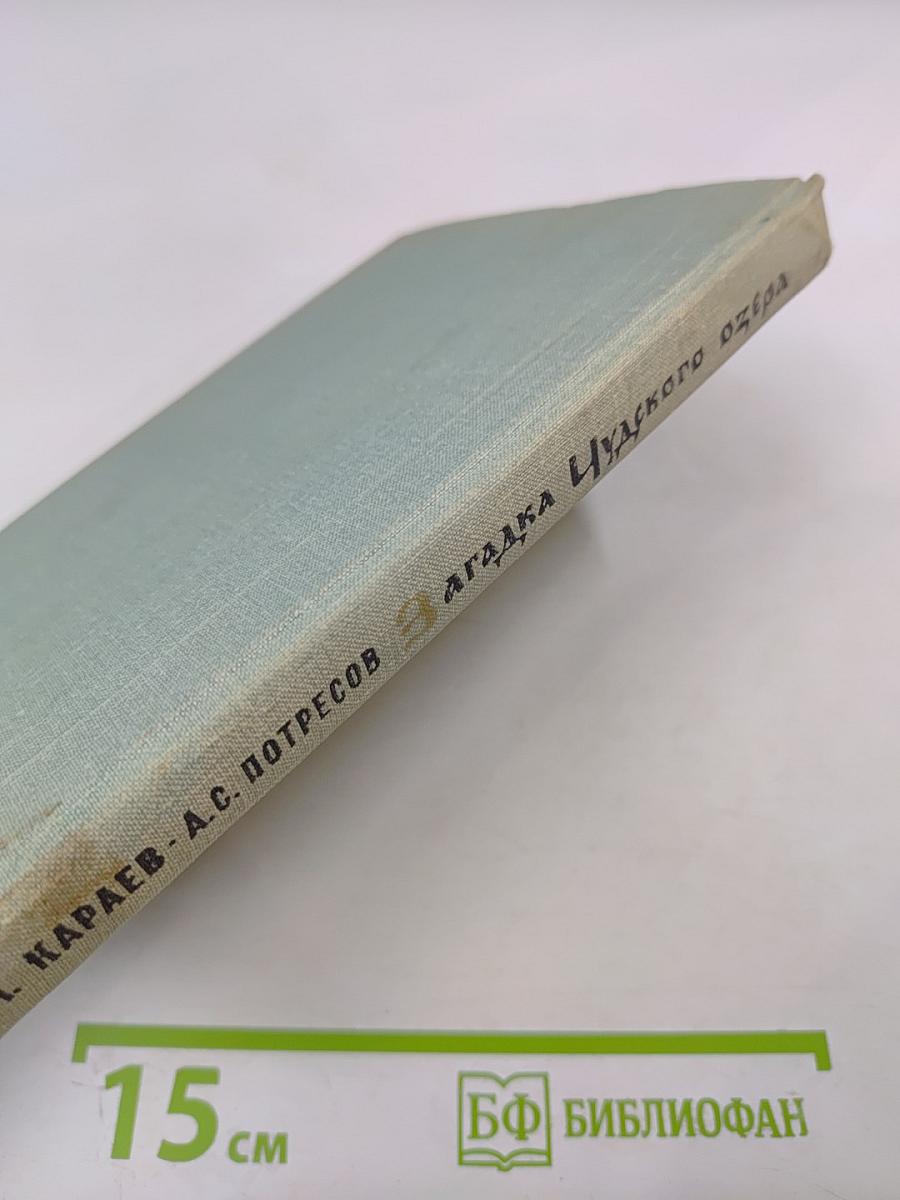 КАРАЕВ · А.С. ПОТРЕСОВ Загадка Чудского озера
15 см
БФ БИБЛИОФАН